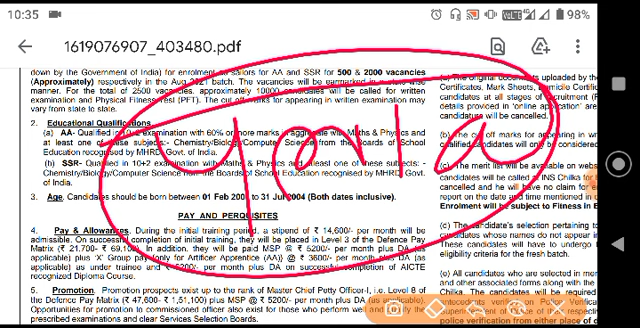 10:35
98%
1619076907_403480.pdf
down by the Government of India) for enrolment as sailors for AA and SSR for 500 & 2000 vacancies
(Approximately) respectively in the Aug 2021 batch. The vacancies will be earmarked in a state wise
manner. For the total of 2500 vacancies, approximately 10000 candidates will be called for written
examination and Physical Fitness Test (PFT). The cut off marks for appearing in written examination may
vary from state to state.
2. Educational Qualifications
(a) AA- Qualified in 10+2 examination with 60% or more marks in aggregate with Maths & Physics and
at least one of these subjects:- Chemistry/Biology/Computer Science from the Boards of School
Education recognised by MHRD, Govt. of India.
(b) SSR- Qualified in 10+2 examination with Maths & Physics and at least one of these subjects: -
Chemistry/Biology/Computer Science from the Boards of School Education recognised by MHRD, Govt.
of India.
3. Age. Candidates should be born between 01 Feb 2001 to 31 Jul 2004 (Both dates inclusive).
PAY AND PERQUISITES
4. Pay & Allowances. During the initial training period, a stipend of ₹ 14,600/- per month will be
admissible. On successful completion of initial training, they will be placed in Level 3 of the Defence Pay
Matrix (₹ 21,700- ₹ 69,100). In addition, they will be paid MSP @ ₹ 5200/- per month plus DA (as
applicable) plus 'X' Group pay (only for Artificer Apprentice (AA)) @ ₹ 3600/- per month plus DA (as
applicable) as under trainee and ₹ 6200/- per month plus DA on successful completion of AICTE
recognized Diploma Course.
5. Promotion. Promotion prospects exist up to the rank of Master Chief Petty Officer-I, i.e. Level 8
of the Defence Pay Matrix (₹ 47,600- ₹ 1,51,100) plus MSP @ ₹ 5200/- per month plus DA (as applicable).
Opportunities for promotion to commissioned officer also exist for those who perform well and
prescribed examinations and clear Services Selection Boards.
(a) The original documents uploaded by the
Certificates, Mark Sheets, Domicile Certific
candidates at all stages of recruitment (
details provided in 'online application' are
candidates will be cancelled.
(b) The cut off marks for appearing in wr
qualified candidates will only be considered
(c) The merit list will be available on webs
candidates will be called at INS Chilka for
cancelled and he will have no claim for e
report on the date and time mentioned in c
Enrolment will be subject to Fitness in E
(d) The candidate's selection pertaining to
candidates whose names do not appear in
These candidates will have to undergo
eligibility criteria for the fresh batch.
(e) All candidates who are selected in mer
and other associated forms along with the
Chilka. The candidates will be required